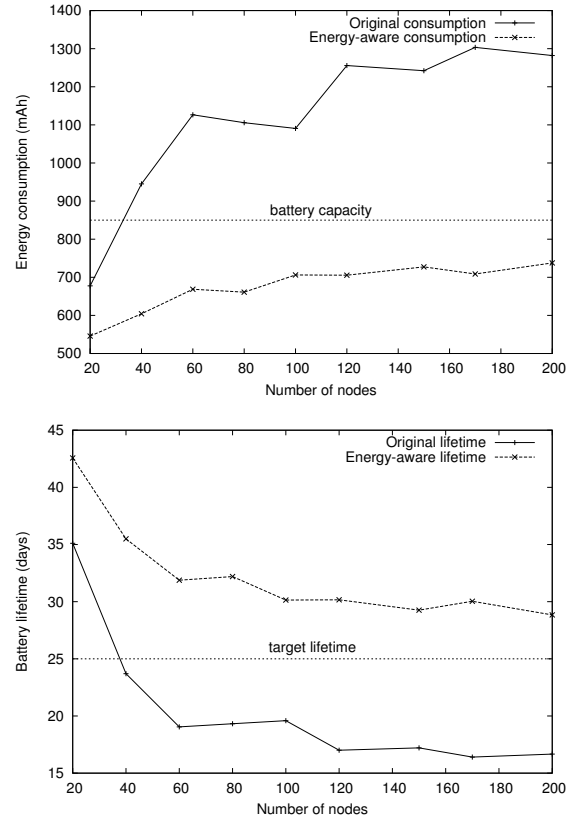 1400
1300
1200
1100
1000
900
800
700
600
500
Energy consumption (mAh)
Original consumption
Energy-aware consumption
battery capacity
20 40 60 80 100 120 140 160 180 200
Number of nodes
45
40
35
30
25
20
15
Battery lifetime (days)
Original lifetime
Energy-aware lifetime
target lifetime
20 40 60 80 100 120 140 160 180 200
Number of nodes